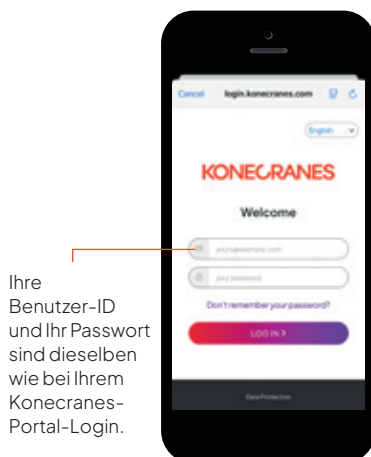 Cancel login.konecranes.com
English
KONECRANES
Welcome
yours@example.com
your password
Don't remember your password?
LOG IN >
Data Protection
Ihre
Benutzer-ID
und Ihr Passwort
sind dieselben
wie bei Ihrem
Konecranes-
Portal-Login.